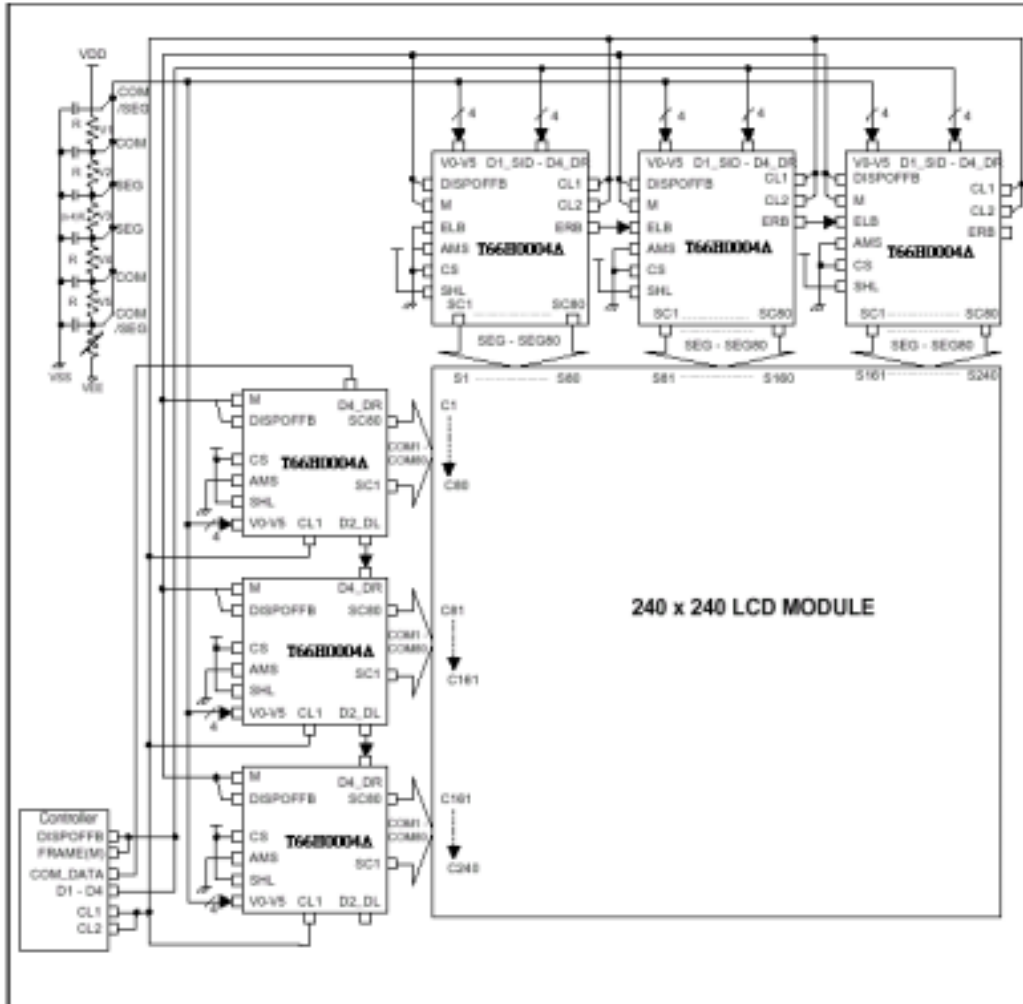 VDD
COM
/SEG
R
V1
COM
R
V2
SEG
V3
SEG
R
V4
COM
R
V5
COM
/SEG
VSS
VEE
4
4
4
4
4
4
V0-V5 D1_SID - D4_DR
DISPOFFB
CL1
M
CL2
ELB
ERB
AMS
T66H0004A
CS
SHL
SC1 SC80
SEG - SEG80
V0-V5 D1_SID - D4_DR
DISPOFFB
CL1
M
CL2
ELB
ERB
AMS
T66H0004A
CS
SHL
SC1 SC80
SEG - SEG80
V0-V5 D1_SID - D4_DR
DISPOFFB
CL1
M
CL2
ELB
ERB
AMS
T66H0004A
CS
SHL
SC1 SC80
SEG - SEG80
S1 S80
S81 S160
S161 S240
M
D4_DR
DISPOFFB
SC80
CS
T66H0004A
AMS
SC1
SHL
V0-V5 CL1 D2_DL
4
COM1 -
COM80
C1
C80
M
D4_DR
DISPOFFB
SC80
CS
T66H0004A
AMS
SC1
SHL
V0-V5 CL1 D2_DL
4
COM1 -
COM80
C81
C161
240 x 240 LCD MODULE
M
D4_DR
DISPOFFB
SC80
CS
T66H0004A
AMS
SC1
SHL
V0-V5 CL1 D2_DL
4
COM1 -
COM80
C161
C240
Controller
DISPOFFB
FRAME(M)
COM_DATA
D1 - D4
CL1
CL2